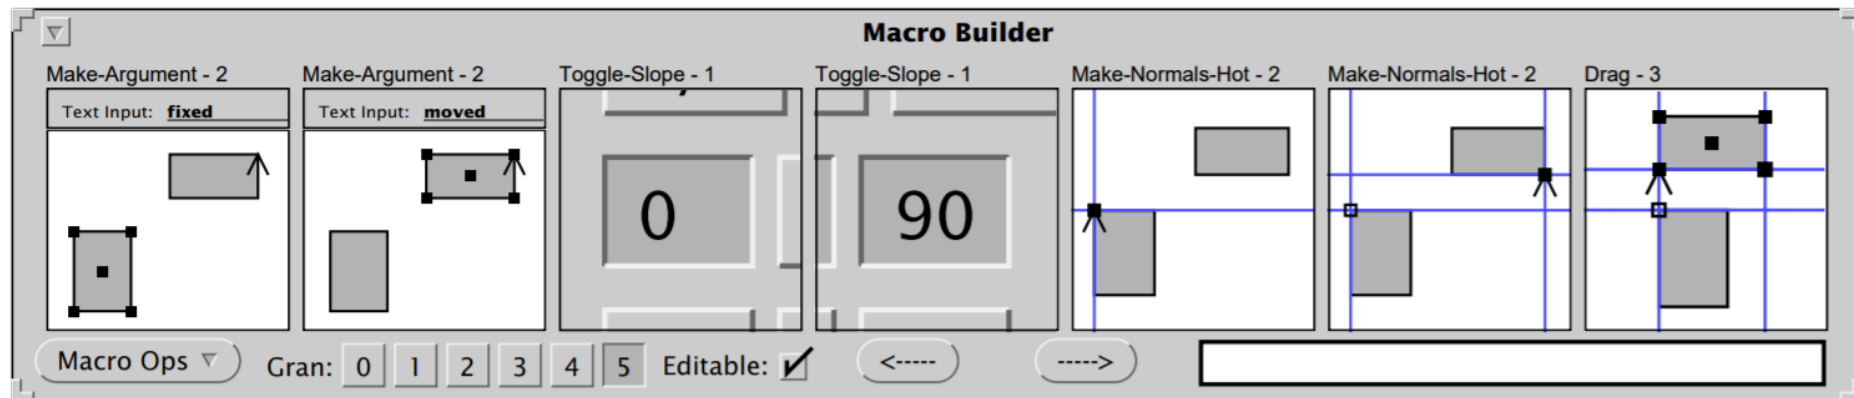 Macro Builder
Make-Argument - 2 Make-Argument - 2 Toggle-Slope - 1 Toggle-Slope - 1 Make-Normals-Hot - 2 Make-Normals-Hot - 2 Drag - 3
Text Input: fixed Text Input: moved
0 90
Macro Ops Gran: 0 1 2 3 4 5 Editable: <----- ----->